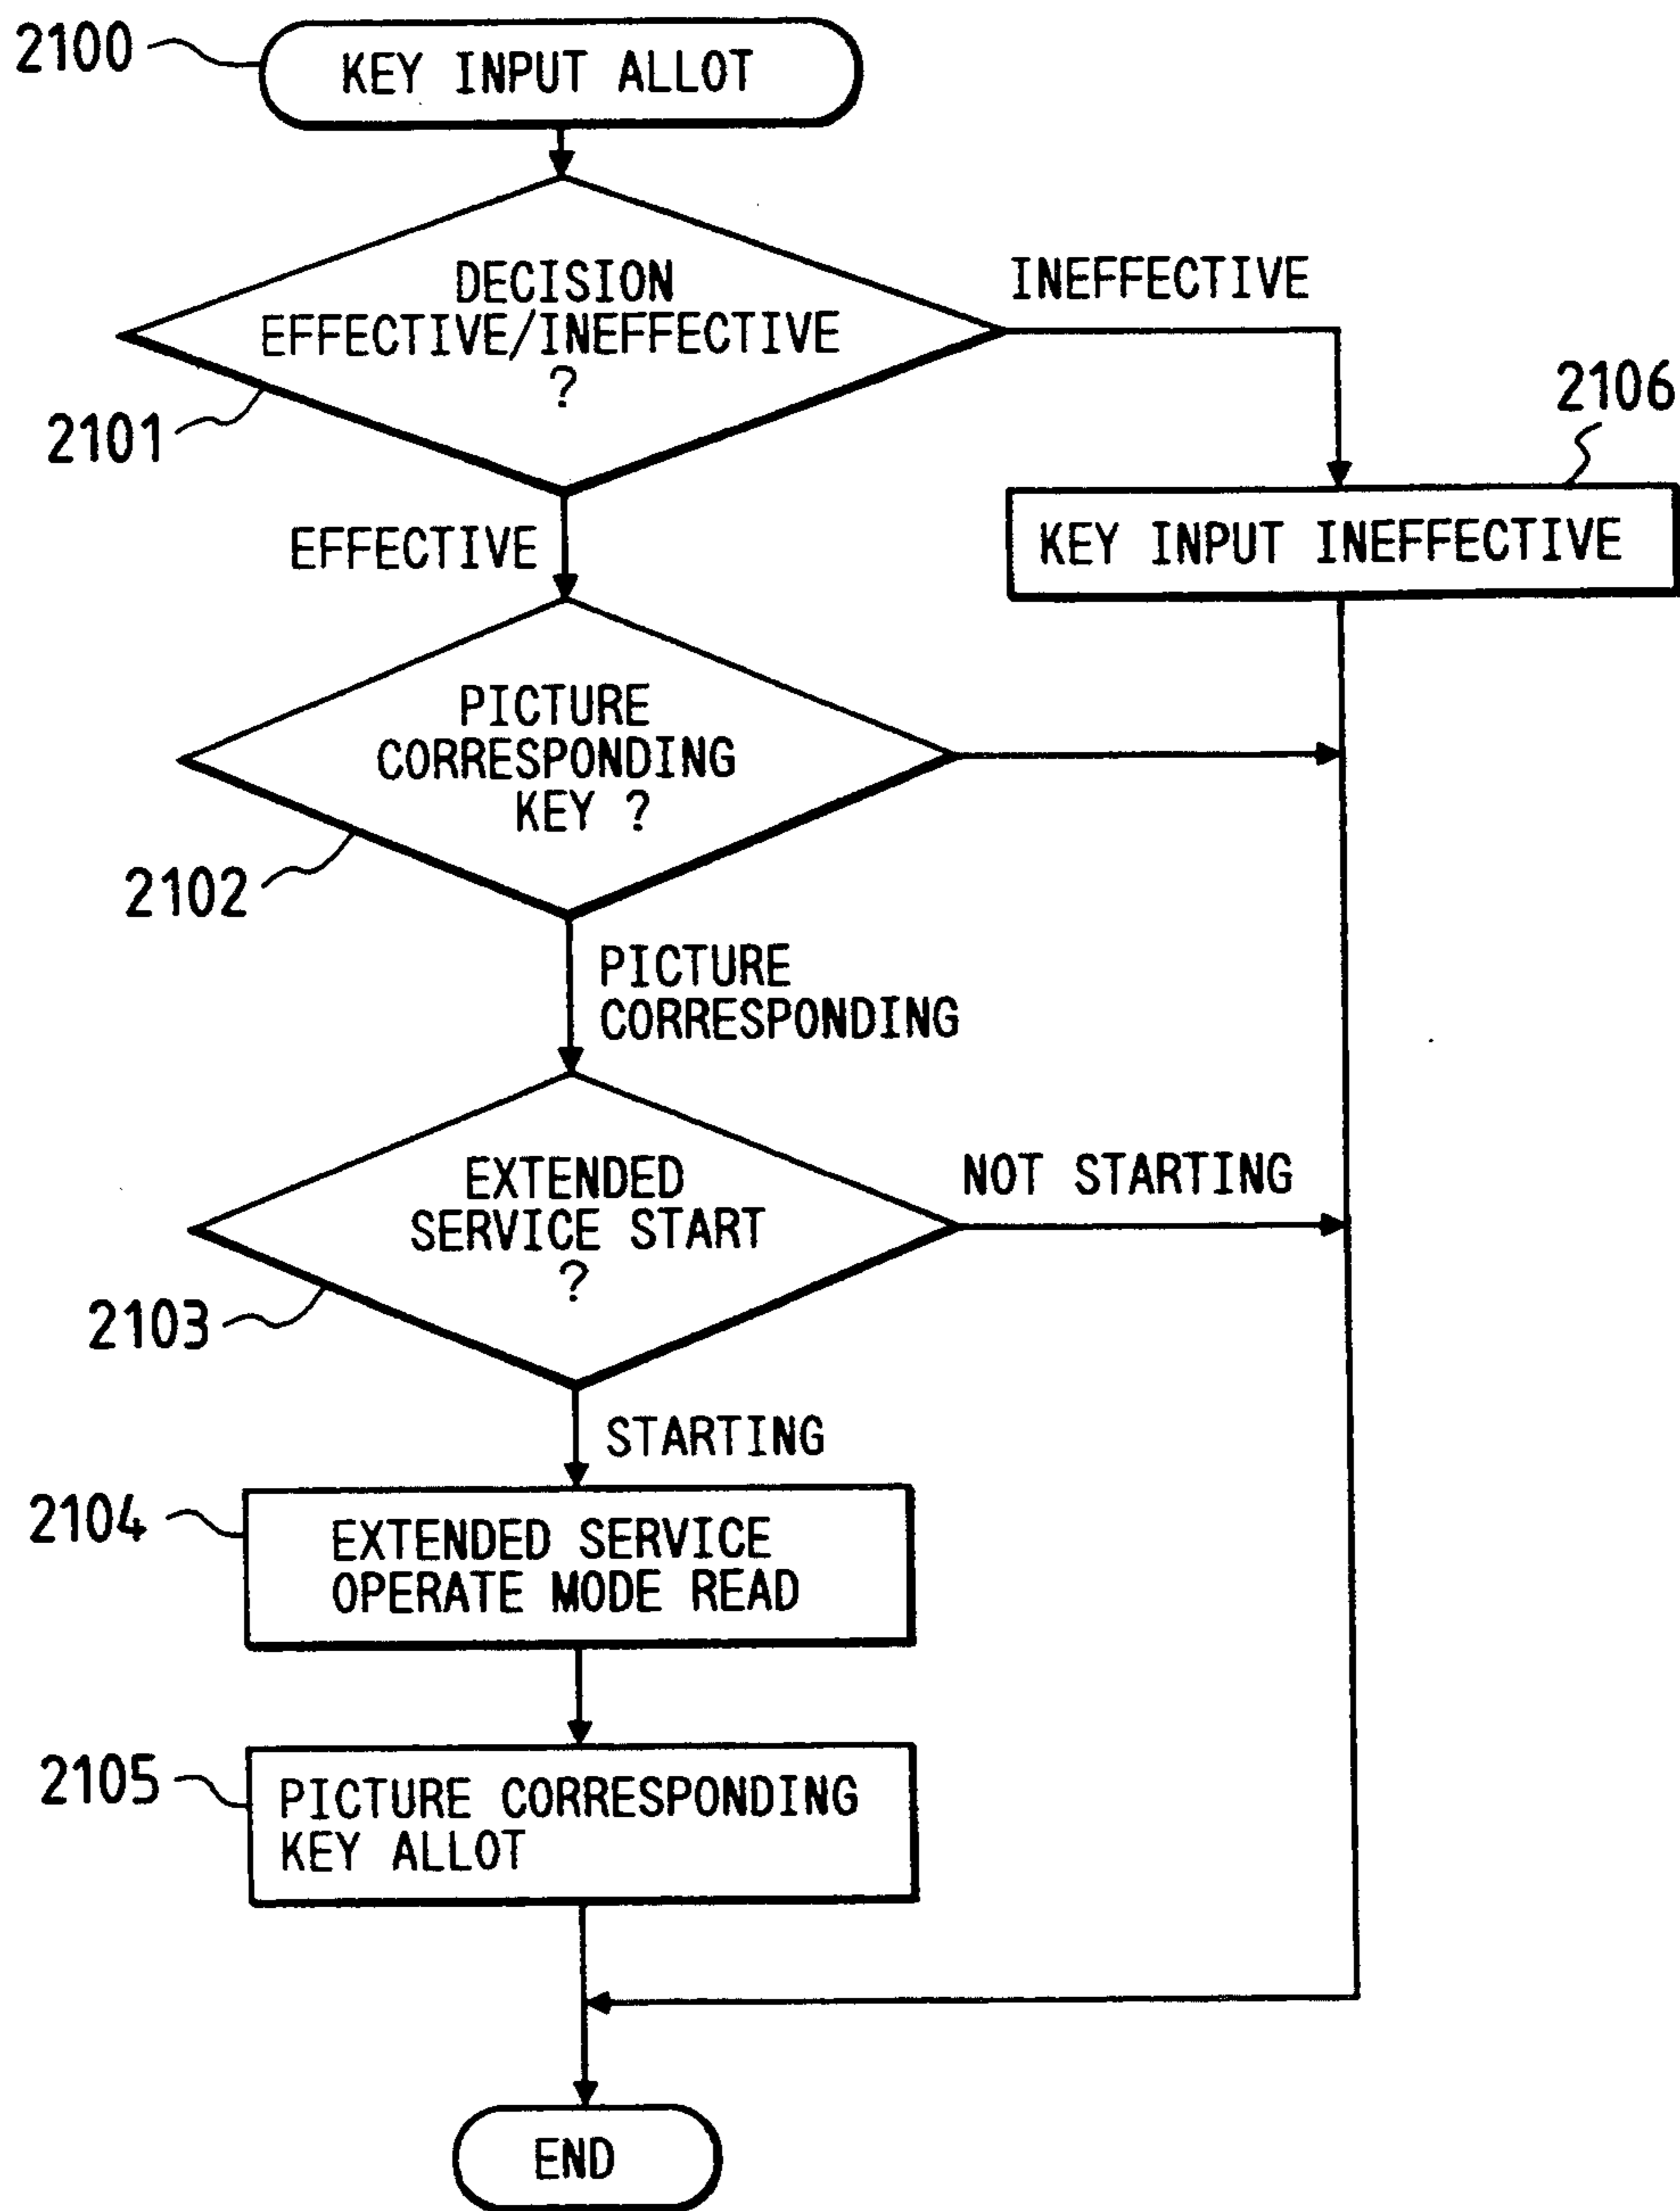 2100
KEY INPUT ALLOT
DECISION
EFFECTIVE/INEFFECTIVE
?
INEFFECTIVE
2101
2106
KEY INPUT INEFFECTIVE
EFFECTIVE
PICTURE
CORRESPONDING
KEY ?
2102
PICTURE
CORRESPONDING
EXTENDED
SERVICE START
?
NOT STARTING
2103
STARTING
2104
EXTENDED SERVICE
OPERATE MODE READ
2105
PICTURE CORRESPONDING
KEY ALLOT
END